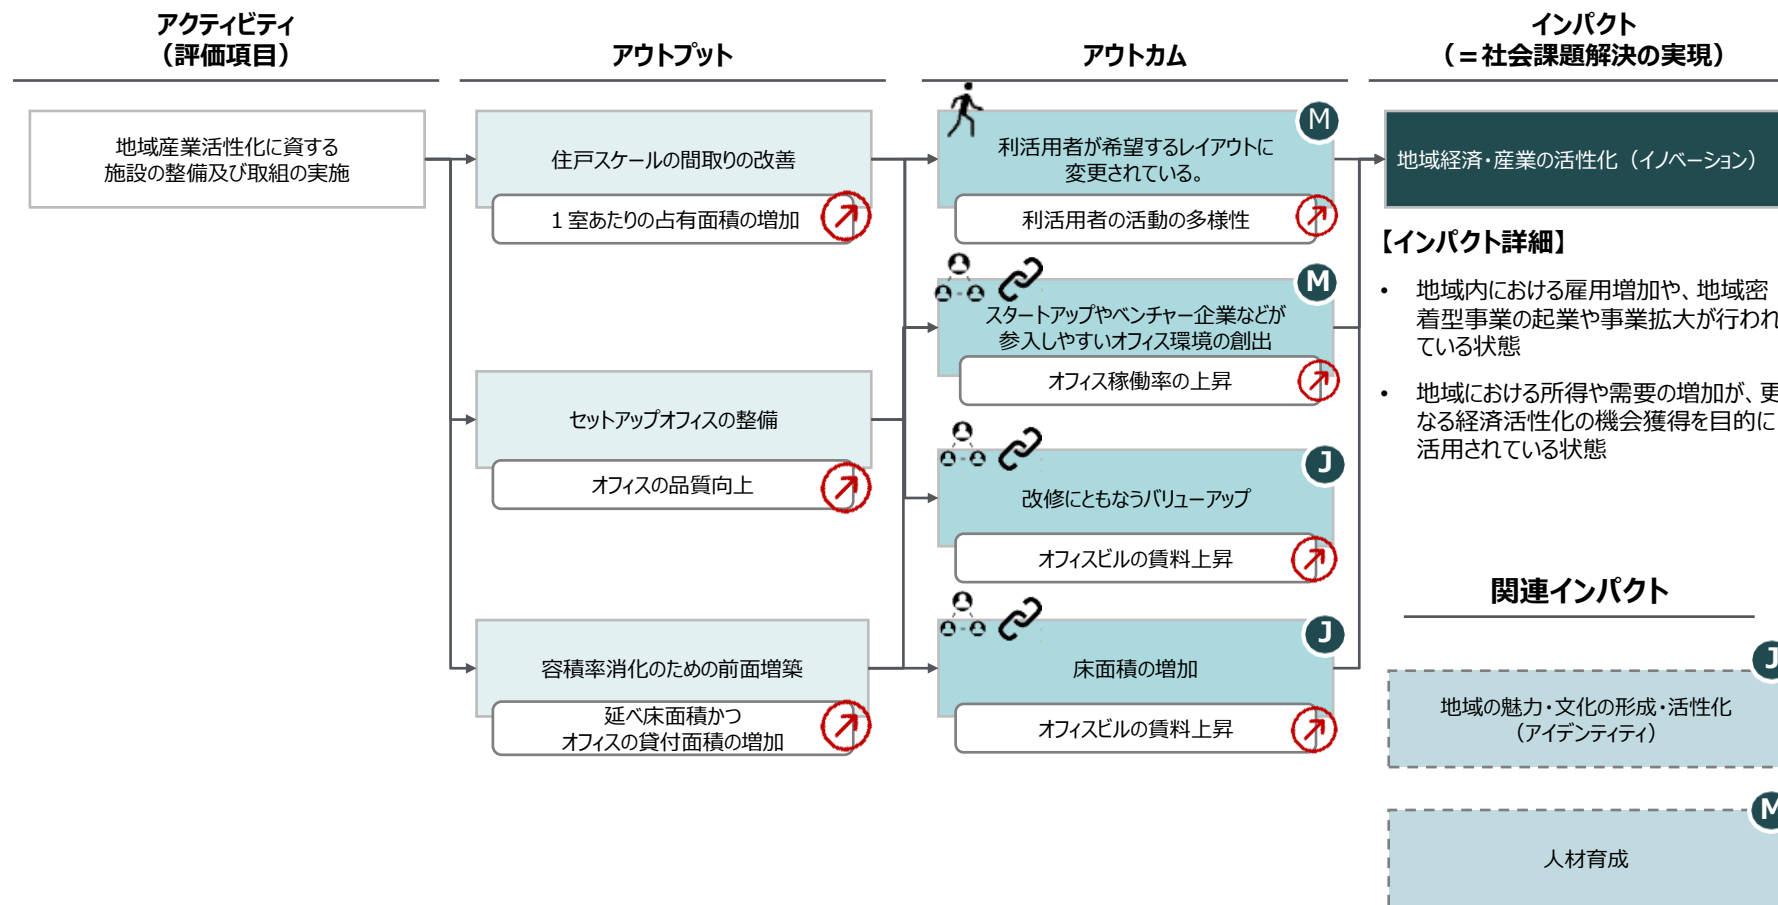 アクティビティ
（評価項目）
アウトプット
アウトカム
インパクト
（＝社会課題解決の実現）
地域産業活性化に資する
施設の整備及び取組の実施
住戸スケールの間取りの改善
１室あたりの占有面積の増加
セットアップオフィスの整備
オフィスの品質向上
容積率消化のための前面増築
延べ床面積かつ
オフィスの貸付面積の増加
M
利活用者が希望するレイアウトに
変更されている。
利活用者の活動の多様性
M
スタートアップやベンチャー企業などが
参入しやすいオフィス環境の創出
オフィス稼働率の上昇
J
改修にともなうバリューアップ
オフィスビルの賃料上昇
J
床面積の増加
オフィスビルの賃料上昇
地域経済・産業の活性化（イノベーション）
【インパクト詳細】
• 地域内における雇用増加や、地域密
着型事業の起業や事業拡大が行われ
ている状態
• 地域における所得や需要の増加が、更
なる経済活性化の機会獲得を目的に
活用されている状態
関連インパクト
J
地域の魅力・文化の形成・活性化
（アイデンティティ）
M
人材育成